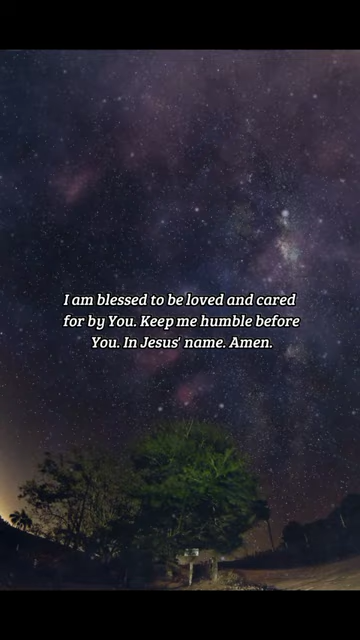 I am blessed to be loved and cared
for by You. Keep me humble before
You. In Jesus' name. Amen.